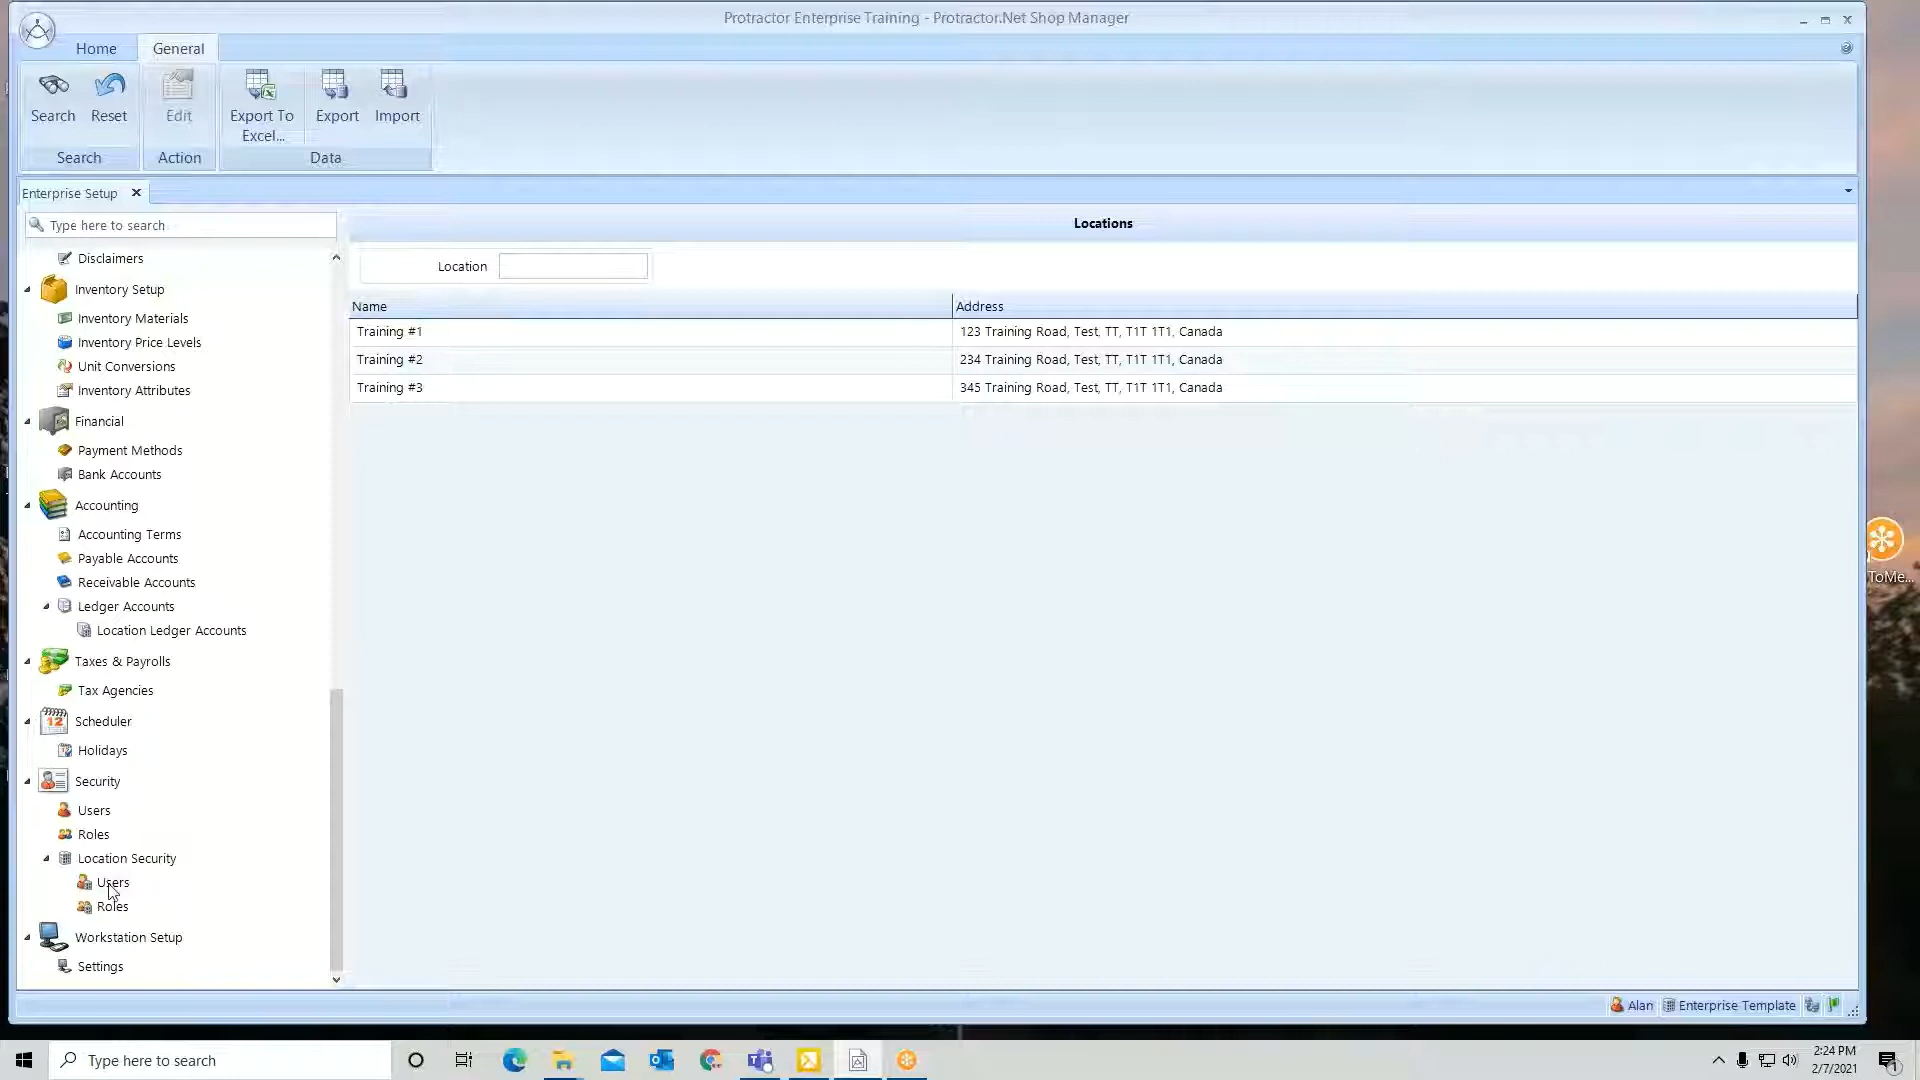 Protractor Enterprise Training - Protractor.Net Shop Manager
Home
General
Search
Reset
Edit
Export To
Excel...
Export
Import
Search
Action
Data
Enterprise Setup
Type here to search
Disclaimers
Inventory Setup
Inventory Materials
Inventory Price Levels
Unit Conversions
Inventory Attributes
Financial
Payment Methods
Bank Accounts
Accounting
Accounting Terms
Payable Accounts
Receivable Accounts
Ledger Accounts
Location Ledger Accounts
Taxes & Payrolls
Tax Agencies
Scheduler
Holidays
Security
Users
Roles
Location Security
Users
Roles
Workstation Setup
Settings
Locations
Location
Name Address
Training #1 123 Training Road, Test, TT, T1T 1T1, Canada
Training #2 234 Training Road, Test, TT, T1T 1T1, Canada
Training #3 345 Training Road, Test, TT, T1T 1T1, Canada
ToMe...
Alan
Enterprise Template
Type here to search
2:24 PM
2/7/2021